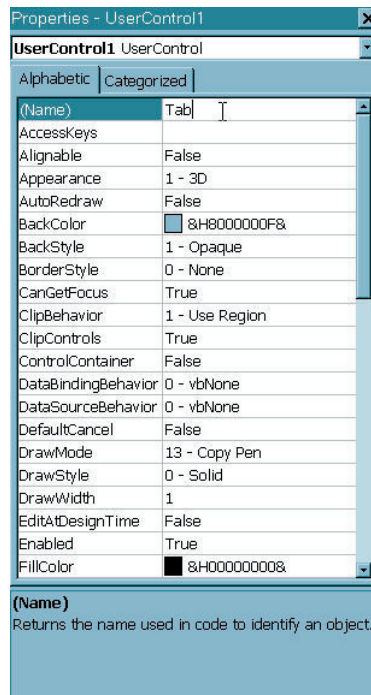 Properties - UserControl1
UserControl1 UserControl
Alphabetic Categorized
(Name) Tab
AccessKeys
Alignable False
Appearance 1 - 3D
AutoRedraw False
BackColor &H8000000F&
BackStyle 1 - Opaque
BorderStyle 0 - None
CanGetFocus True
ClipBehavior 1 - Use Region
ClipControls True
ControlContainer False
DataBindingBehavior 0 - vbNone
DataSourceBehavior 0 - vbNone
DefaultCancel False
DrawMode 13 - Copy Pen
DrawStyle 0 - Solid
DrawWidth 1
EditAtDesignTime False
Enabled True
FillColor &H00000000&
(Name)
Returns the name used in code to identify an object.